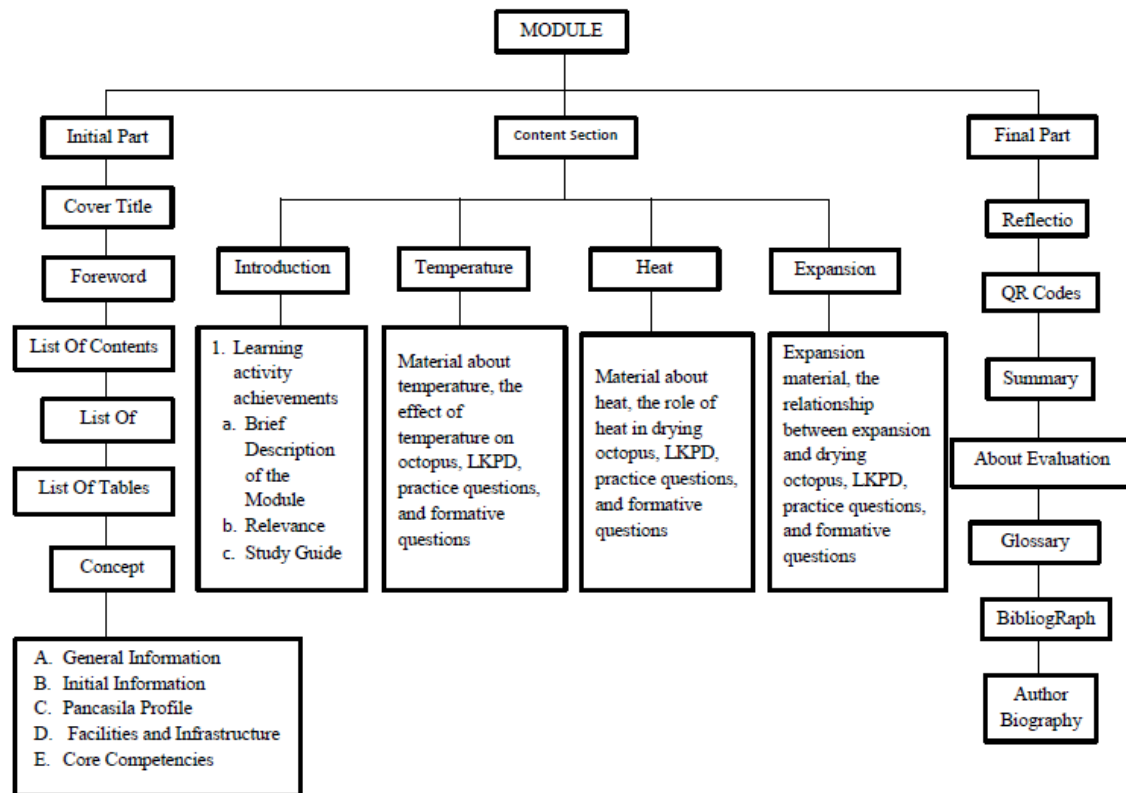 MODULE
Initial Part
Content Section
Final Part
Cover Title
Foreword
List Of Contents
List Of
List Of Tables
Concept
A. General Information
B. Initial Information
C. Pancasila Profile
D. Facilities and Infrastructure
E. Core Competencies
Introduction
1. Learning
activity
achievements
a. Brief
Description
of the
Module
b. Relevance
c. Study Guide
Temperature
Material about
temperature, the
effect of
temperature on
octopus, LKPD,
practice questions,
and formative
questions
Heat
Material about
heat, the role of
heat in drying
octopus, LKPD,
practice questions,
and formative
questions
Expansion
Expansion
material, the
relationship
between expansion
and drying
octopus, LKPD,
practice questions,
and formative
questions
Reflectio
QR Codes
Summary
About Evaluation
Glossary
BibliogRaph
Author
Biography